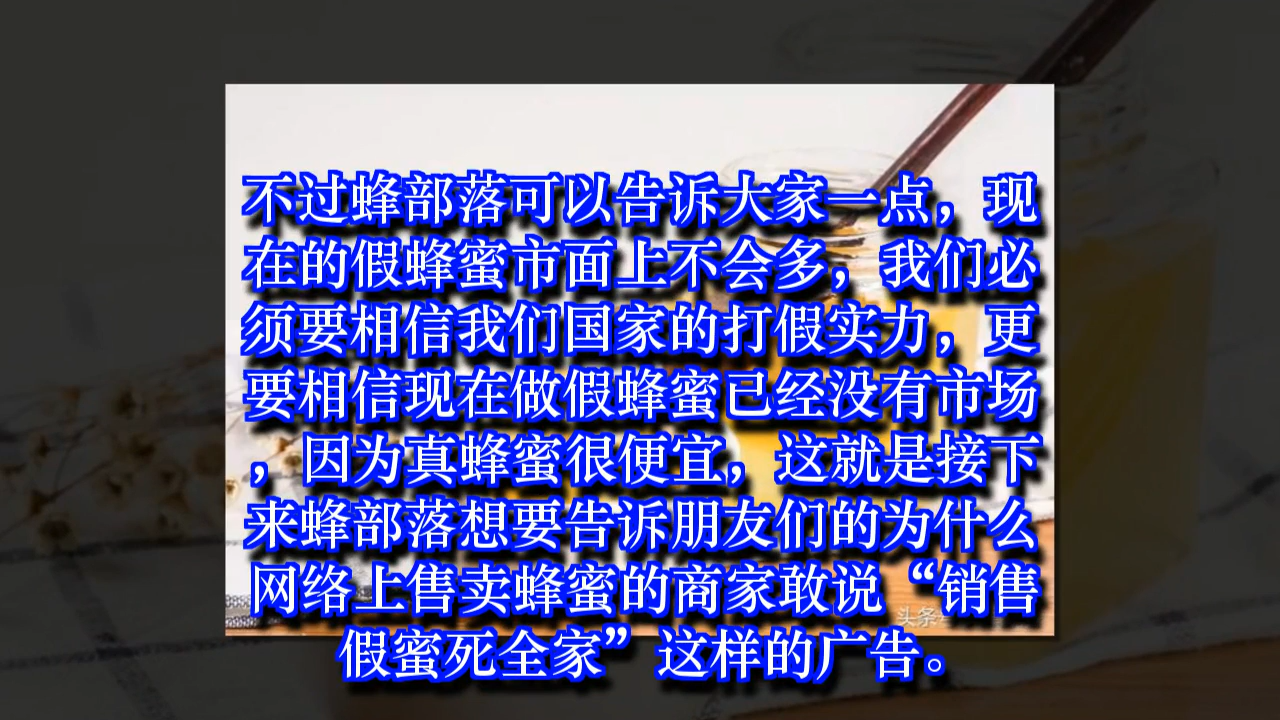 不过蜂部落可以告诉大家一点，现
在的假蜂蜜市面上不会多，我们必
须要相信我们国家的打假实力，更
要相信现在做假蜂蜜已经没有市场
，因为真蜂蜜很便宜，这就是接下
来蜂部落想要告诉朋友们的为什么
网络上售卖蜂蜜的商家敢说“销售
假蜜死全家”这样的广告。
头条